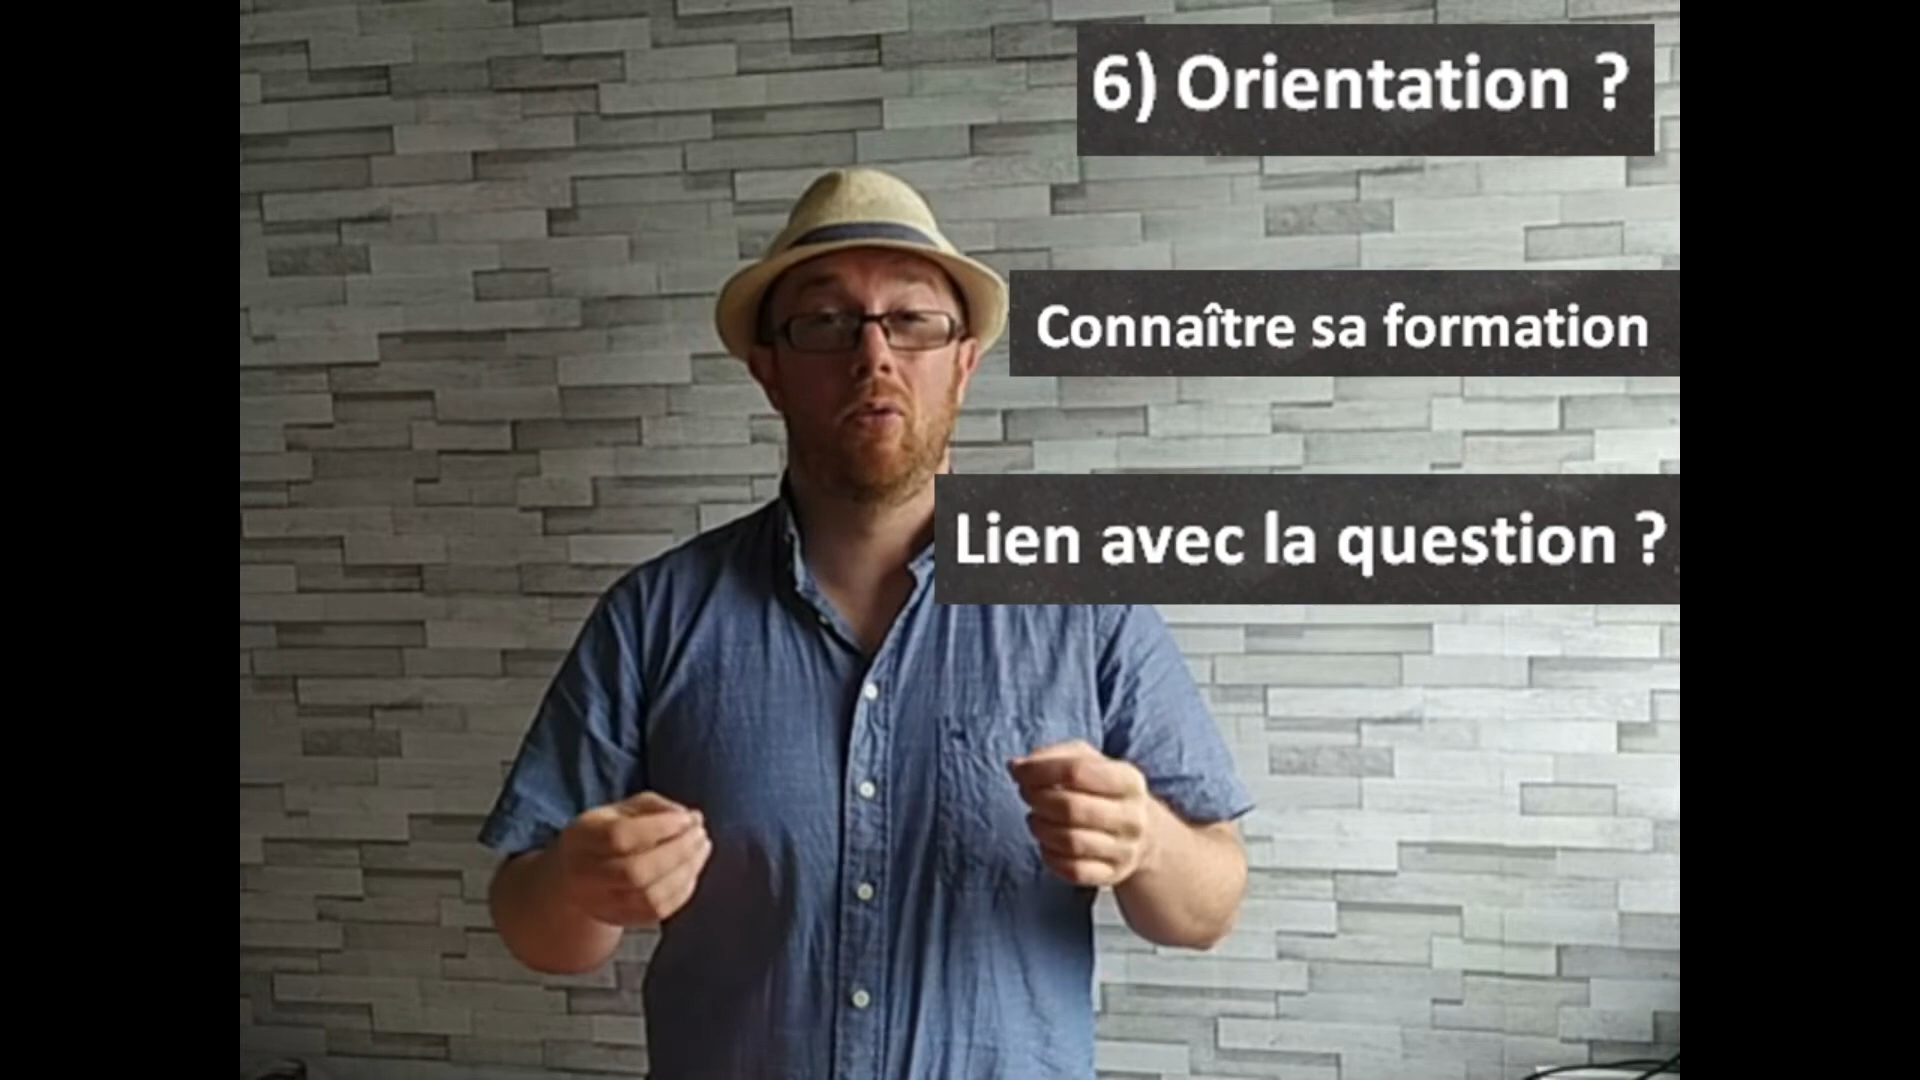 6) Orientation ?
Connaître sa formation
Lien avec la question ?